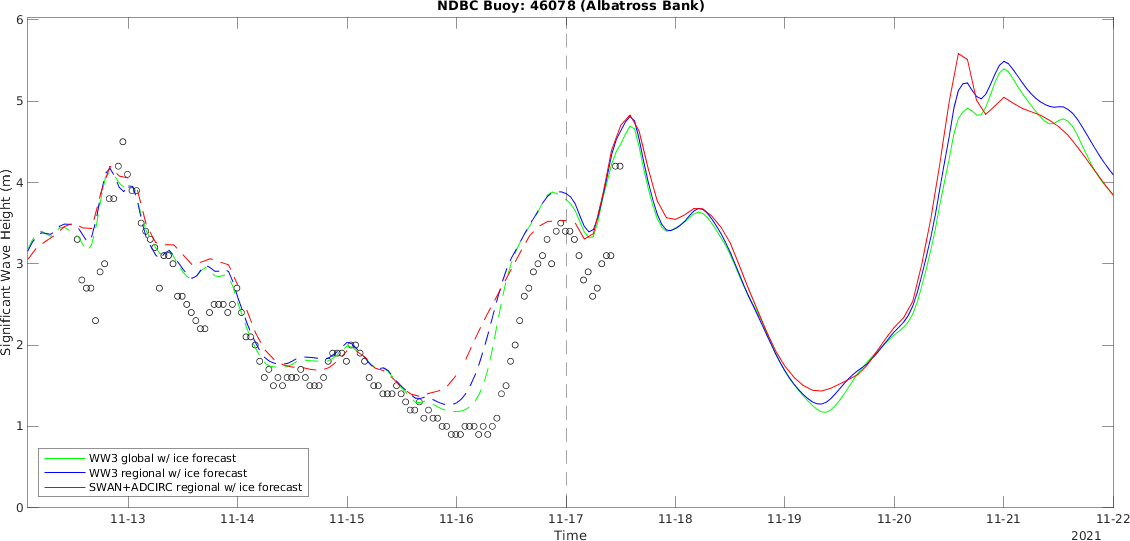 NDBC Buoy: 46078 (Albatross Bank)
6
5
4
3
2
1
0
Significant Wave Height (m)
WW3 global w/ ice forecast
WW3 regional w/ ice forecast
SWAN+ADCIRC regional w/ ice forecast
11-13 11-14 11-15 11-16 11-17 11-18 11-19 11-20 11-21 11-22
Time
2021